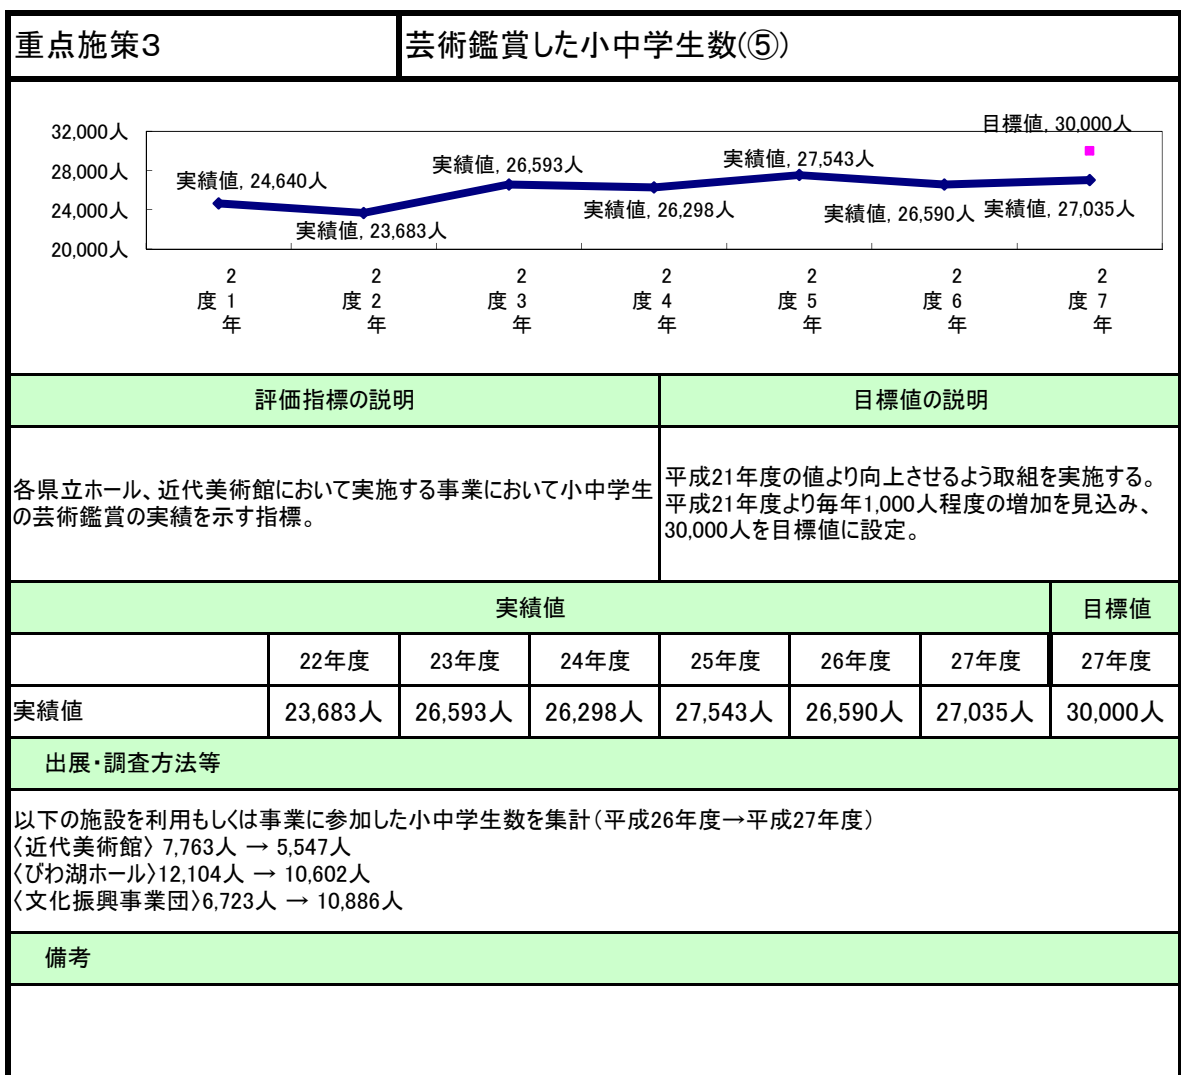 重点施策3
芸術鑑賞した小中学生数(⑤)
32,000人
28,000人
24,000人
20,000人
実績値, 24,640人
実績値, 23,683人
実績値, 26,593人
実績値, 26,298人
実績値, 27,543人
実績値, 26,590人
実績値, 27,035人
目標値, 30,000人
21年度
22年度
23年度
24年度
25年度
26年度
27年度
評価指標の説明
目標値の説明
各県立ホール、近代美術館において実施する事業において小中学生
の芸術鑑賞の実績を示す指標。
平成21年度の値より向上させるよう取組を実施する。
平成21年度より毎年1,000人程度の増加を見込み、
30,000人を目標値に設定。
実績値 目標値
22年度 23年度 24年度 25年度 26年度 27年度 27年度
実績値 23,683人 26,593人 26,298人 27,543人 26,590人 27,035人 30,000人
出展・調査方法等
以下の施設を利用もしくは事業に参加した小中学生数を集計(平成26年度→平成27年度)
〈近代美術館〉 7,763人 → 5,547人
〈びわ湖ホール〉12,104人 → 10,602人
〈文化振興事業団〉6,723人 → 10,886人
備考